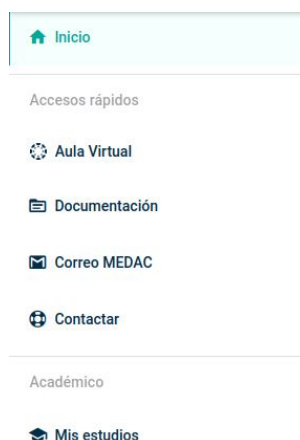 Inicio
Accesos rápidos
Aula Virtual
Documentación
Correo MEDAC
Contactar
Académico
Mis estudios